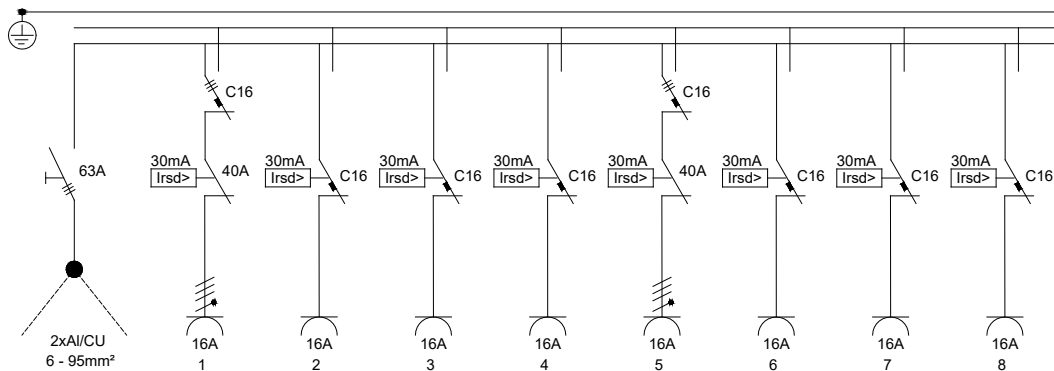 C16 C16
63A 30mA 40A 30mA 30mA 30mA 30mA 40A 30mA 30mA 30mA
Irsd> Irsd> C16 Irsd> C16 Irsd> C16 Irsd> Irsd> C16 Irsd> C16 Irsd> C16
2xAl/CU 16A 16A 16A 16A 16A 16A 16A 16A
6 - 95mm² 1 2 3 4 5 6 7 8